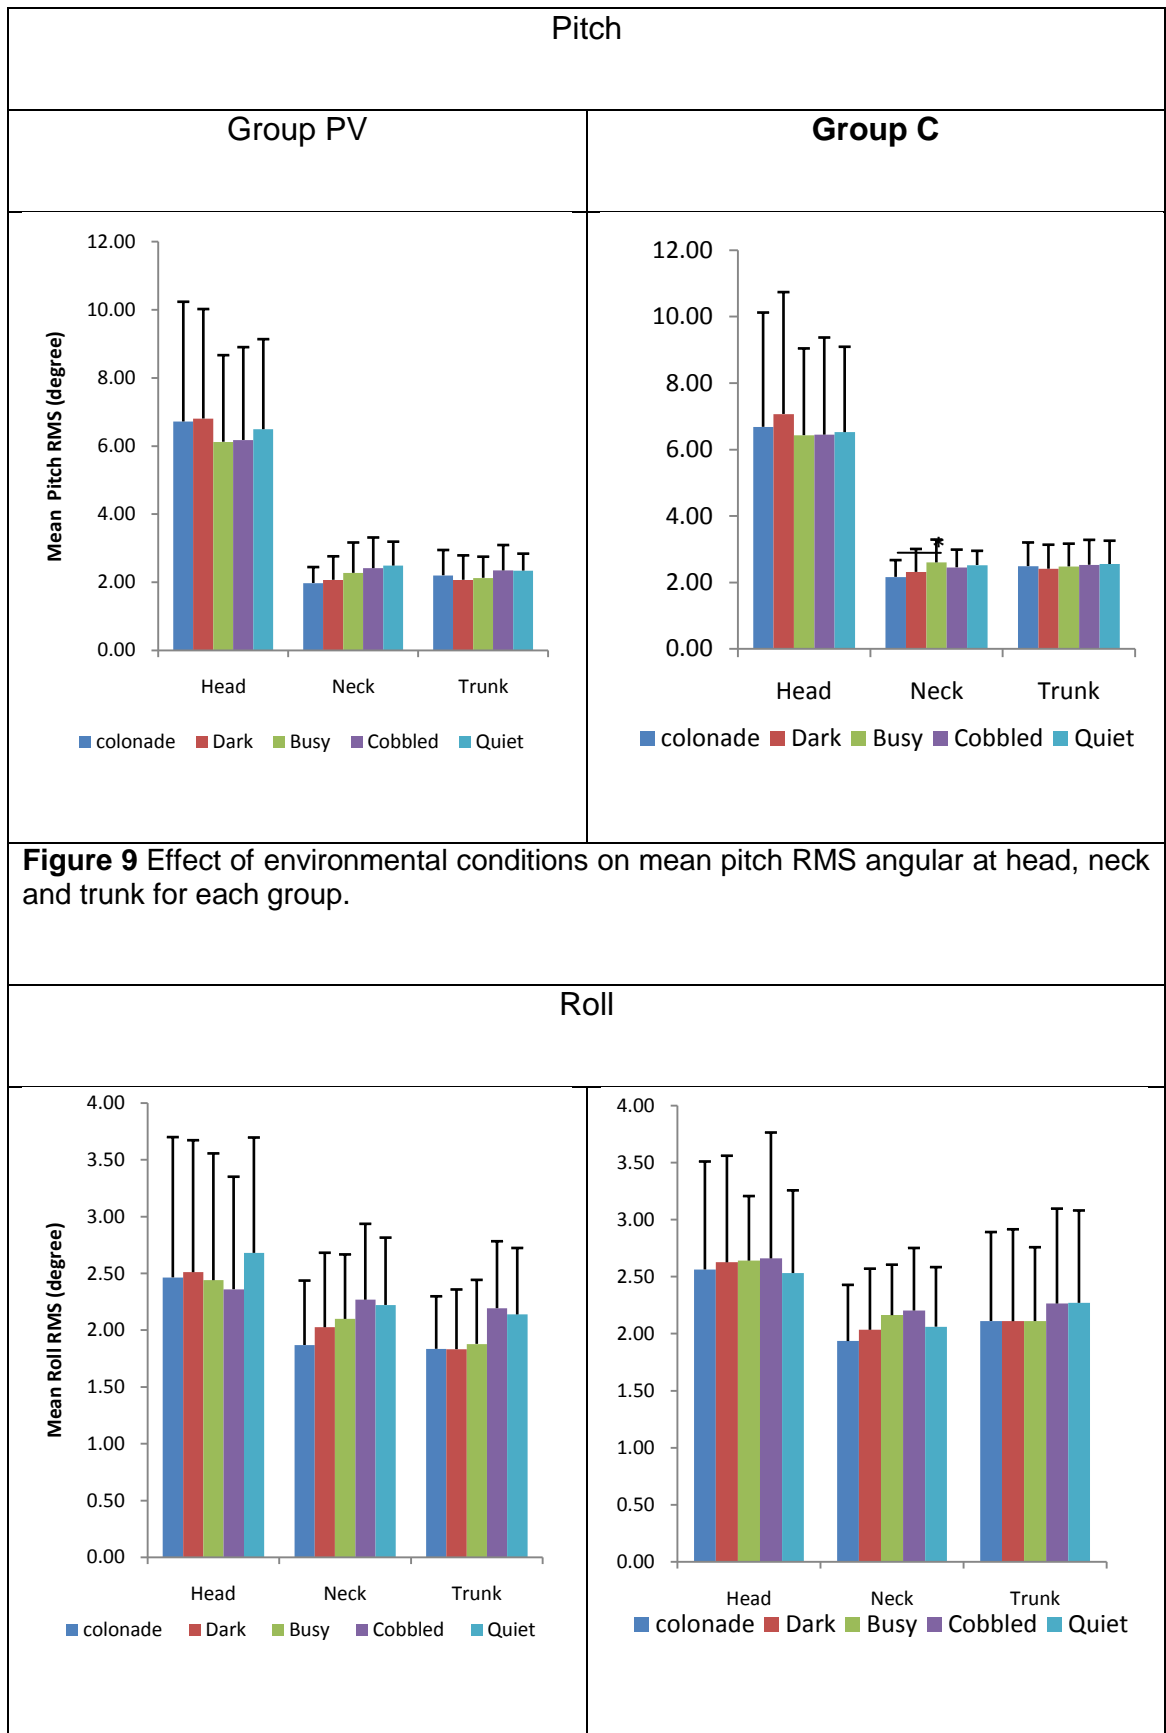 Pitch
Group PV
Group C
12.00
10.00
8.00
6.00
4.00
2.00
0.00
Mean Pitch RMS (degree)
Head Neck Trunk
colonade Dark Busy Cobbled Quiet
12.00
10.00
8.00
6.00
4.00
2.00
0.00
*
Head Neck Trunk
colonade Dark Busy Cobbled Quiet
Figure 9 Effect of environmental conditions on mean pitch RMS angular at head, neck
and trunk for each group.
Roll
4.00
3.50
3.00
2.50
2.00
1.50
1.00
0.50
0.00
Mean Roll RMS (degree)
Head Neck Trunk
colonade Dark Busy Cobbled Quiet
4.00
3.50
3.00
2.50
2.00
1.50
1.00
0.50
0.00
Head Neck Trunk
colonade Dark Busy Cobbled Quiet